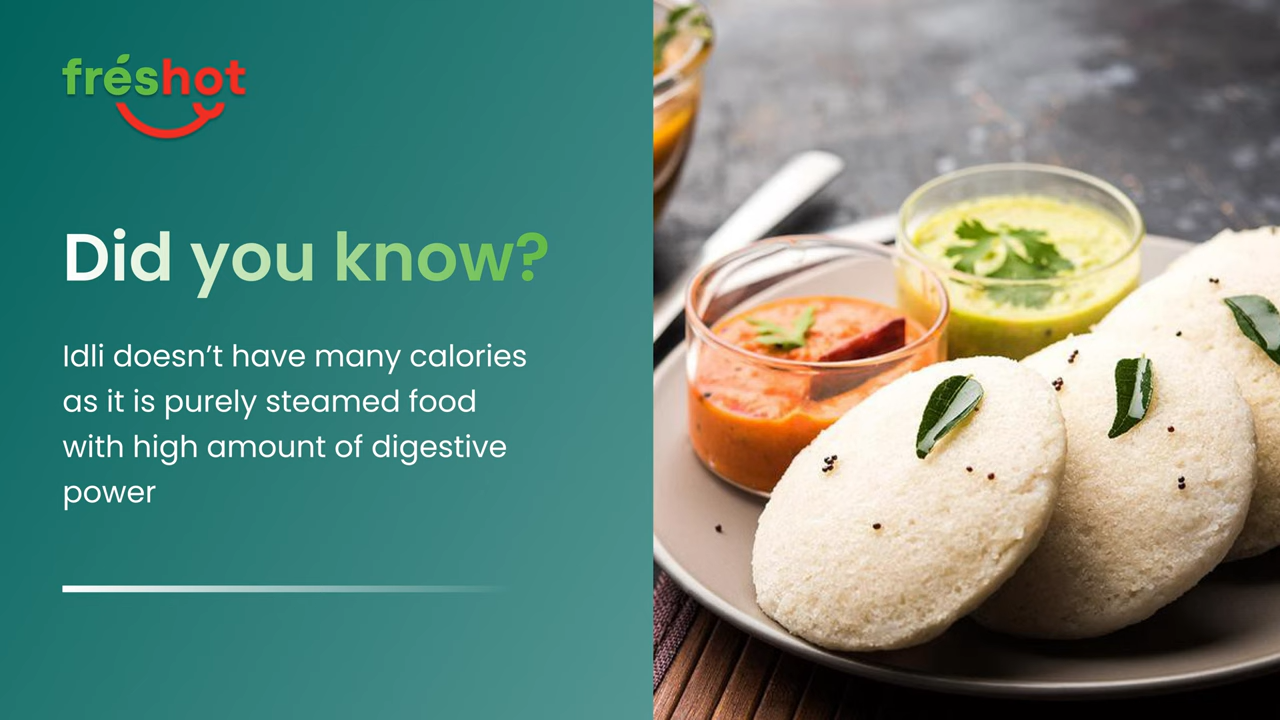 fréshot
Did you know?
Idli doesn’t have many calories
as it is purely steamed food
with high amount of digestive
power